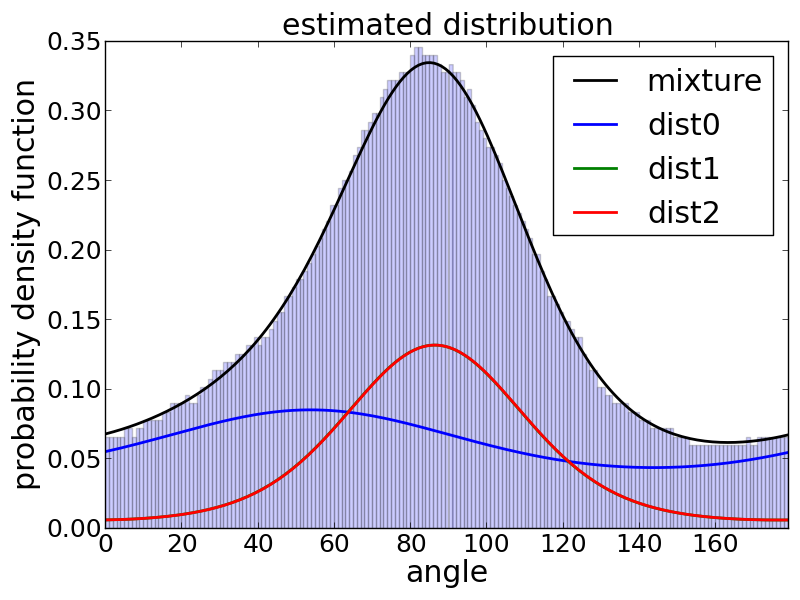 estimated distribution
probability density function
0.35
0.30
0.25
0.20
0.15
0.10
0.05
0.00
mixture
dist0
dist1
dist2
0 20 40 60 80 100 120 140 160
angle